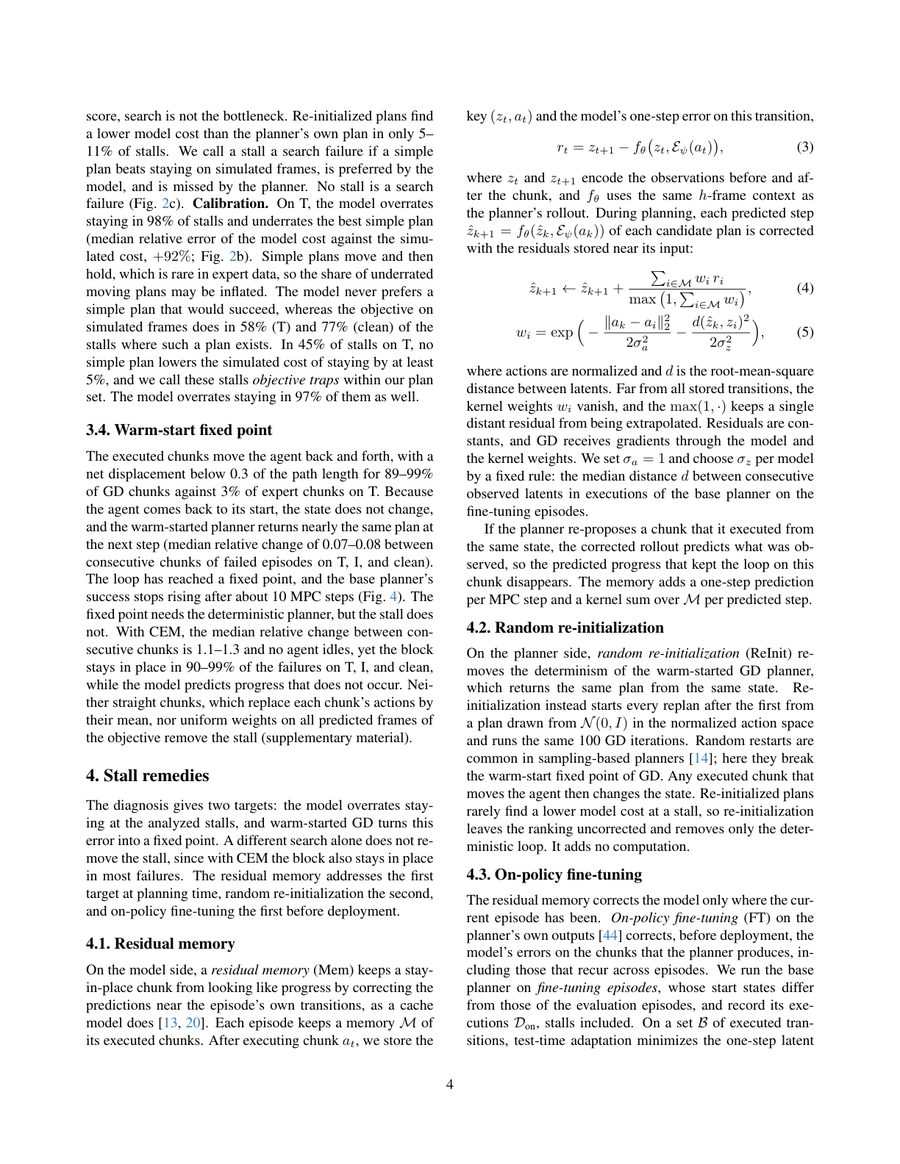 score, search is not the bottleneck. Re-initialized plans find
a lower model cost than the planner's own plan in only 5–
11% of stalls. We call a stall a search failure if a simple
plan beats staying on simulated frames, is preferred by the
model, and is missed by the planner. No stall is a search
failure (Fig. 2c). Calibration. On T, the model overrates
staying in 98% of stalls and underrates the best simple plan
(median relative error of the model cost against the simu-
lated cost, +92%; Fig. 2b). Simple plans move and then
hold, which is rare in expert data, so the share of underrated
moving plans may be inflated. The model never prefers a
simple plan that would succeed, whereas the objective on
simulated frames does in 58% (T) and 77% (clean) of the
stalls where such a plan exists. In 45% of stalls on T, no
simple plan lowers the simulated cost of staying by at least
5%, and we call these stalls objective traps within our plan
set. The model overrates staying in 97% of them as well.
3.4. Warm-start fixed point
The executed chunks move the agent back and forth, with a
net displacement below 0.3 of the path length for 89–99%
of GD chunks against 3% of expert chunks on T. Because
the agent comes back to its start, the state does not change,
and the warm-started planner returns nearly the same plan at
the next step (median relative change of 0.07–0.08 between
consecutive chunks of failed episodes on T, I, and clean).
The loop has reached a fixed point, and the base planner's
success stops rising after about 10 MPC steps (Fig. 4). The
fixed point needs the deterministic planner, but the stall does
not. With CEM, the median relative change between con-
secutive chunks is 1.1–1.3 and no agent idles, yet the block
stays in place in 90–99% of the failures on T, I, and clean,
while the model predicts progress that does not occur. Nei-
ther straight chunks, which replace each chunk's actions by
their mean, nor uniform weights on all predicted frames of
the objective remove the stall (supplementary material).
4. Stall remedies
The diagnosis gives two targets: the model overrates stay-
ing at the analyzed stalls, and warm-started GD turns this
error into a fixed point. A different search alone does not re-
move the stall, since with CEM the block also stays in place
in most failures. The residual memory addresses the first
target at planning time, random re-initialization the second,
and on-policy fine-tuning the first before deployment.
4.1. Residual memory
On the model side, a residual memory (Mem) keeps a stay-
in-place chunk from looking like progress by correcting the
predictions near the episode's own transitions, as a cache
model does [13, 20]. Each episode keeps a memory M of
its executed chunks. After executing chunk a_t, we store the
key (z_t, a_t) and the model's one-step error on this transition,
r_t = z_{t+1} − f_θ(z_t, E_ψ(a_t)), (3)
where z_t and z_{t+1} encode the observations before and af-
ter the chunk, and f_θ uses the same h-frame context as
the planner's rollout. During planning, each predicted step
ẑ_{k+1} = f_θ(ẑ_k, E_ψ(a_k)) of each candidate plan is corrected
with the residuals stored near its input:
ẑ_{k+1} ← ẑ_{k+1} + ∑_{i∈M} w_i r_i / max(1, ∑_{i∈M} w_i), (4)
w_i = exp(− ‖a_k − a_i‖₂² / 2σ_a² − d(ẑ_k, z_i)² / 2σ_z²), (5)
where actions are normalized and d is the root-mean-square
distance between latents. Far from all stored transitions, the
kernel weights w_i vanish, and the max(1, ·) keeps a single
distant residual from being extrapolated. Residuals are con-
stants, and GD receives gradients through the model and
the kernel weights. We set σ_a = 1 and choose σ_z per model
by a fixed rule: the median distance d between consecutive
observed latents in executions of the base planner on the
fine-tuning episodes.
If the planner re-proposes a chunk that it executed from
the same state, the corrected rollout predicts what was ob-
served, so the predicted progress that kept the loop on this
chunk disappears. The memory adds a one-step prediction
per MPC step and a kernel sum over M per predicted step.
4.2. Random re-initialization
On the planner side, random re-initialization (ReInit) re-
moves the determinism of the warm-started GD planner,
which returns the same plan from the same state. Re-
initialization instead starts every replan after the first from
a plan drawn from N(0, I) in the normalized action space
and runs the same 100 GD iterations. Random restarts are
common in sampling-based planners [14]; here they break
the warm-start fixed point of GD. Any executed chunk that
moves the agent then changes the state. Re-initialized plans
rarely find a lower model cost at a stall, so re-initialization
leaves the ranking uncorrected and removes only the deter-
ministic loop. It adds no computation.
4.3. On-policy fine-tuning
The residual memory corrects the model only where the cur-
rent episode has been. On-policy fine-tuning (FT) on the
planner's own outputs [44] corrects, before deployment, the
model's errors on the chunks that the planner produces, in-
cluding those that recur across episodes. We run the base
planner on fine-tuning episodes, whose start states differ
from those of the evaluation episodes, and record its exe-
cutions D_on, stalls included. On a set B of executed tran-
sitions, test-time adaptation minimizes the one-step latent
4